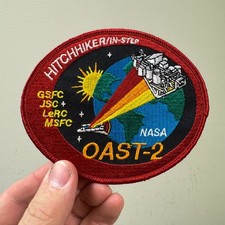 HITCHHIKER/IN-STEP
GSFC
JSC
LeRC
MSFC
NASA
OAST-2